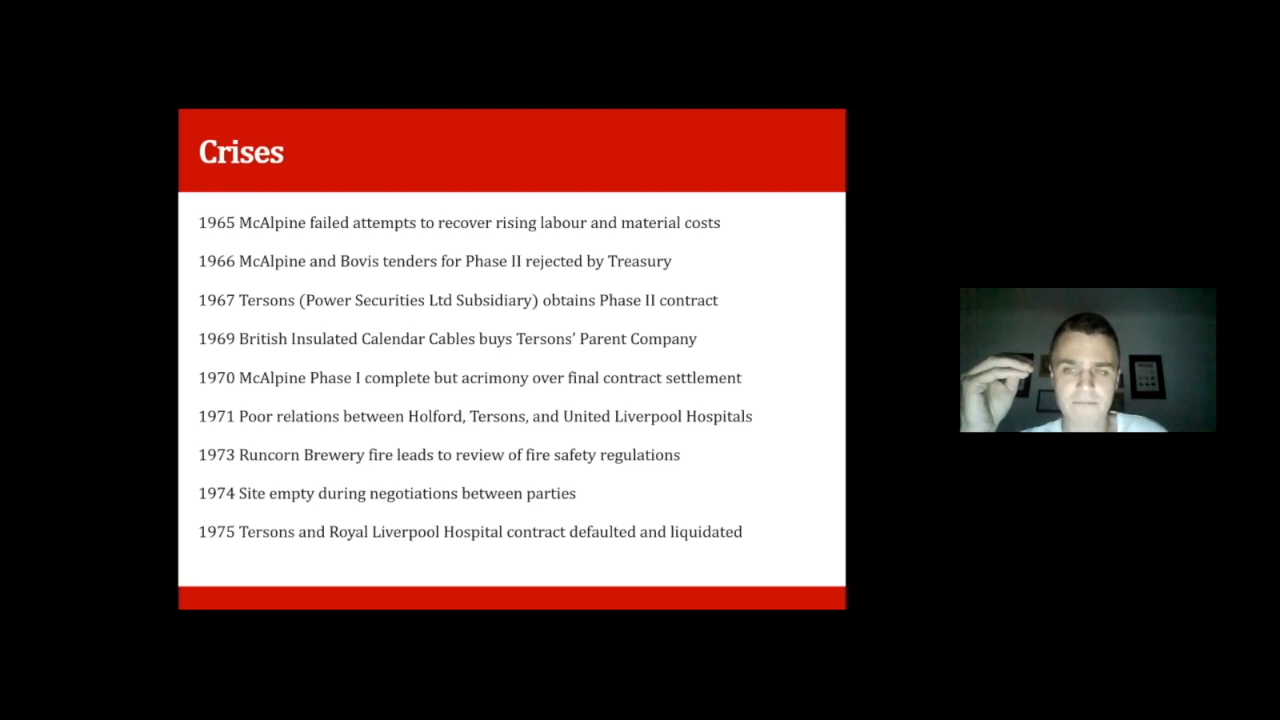 Crises
1965 McAlpine failed attempts to recover rising labour and material costs
1966 McAlpine and Bovis tenders for Phase II rejected by Treasury
1967 Tersons (Power Securities Ltd Subsidiary) obtains Phase II contract
1969 British Insulated Calendar Cables buys Tersons' Parent Company
1970 McAlpine Phase I complete but acrimony over final contract settlement
1971 Poor relations between Holford, Tersons, and United Liverpool Hospitals
1973 Runcorn Brewery fire leads to review of fire safety regulations
1974 Site empty during negotiations between parties
1975 Tersons and Royal Liverpool Hospital contract defaulted and liquidated